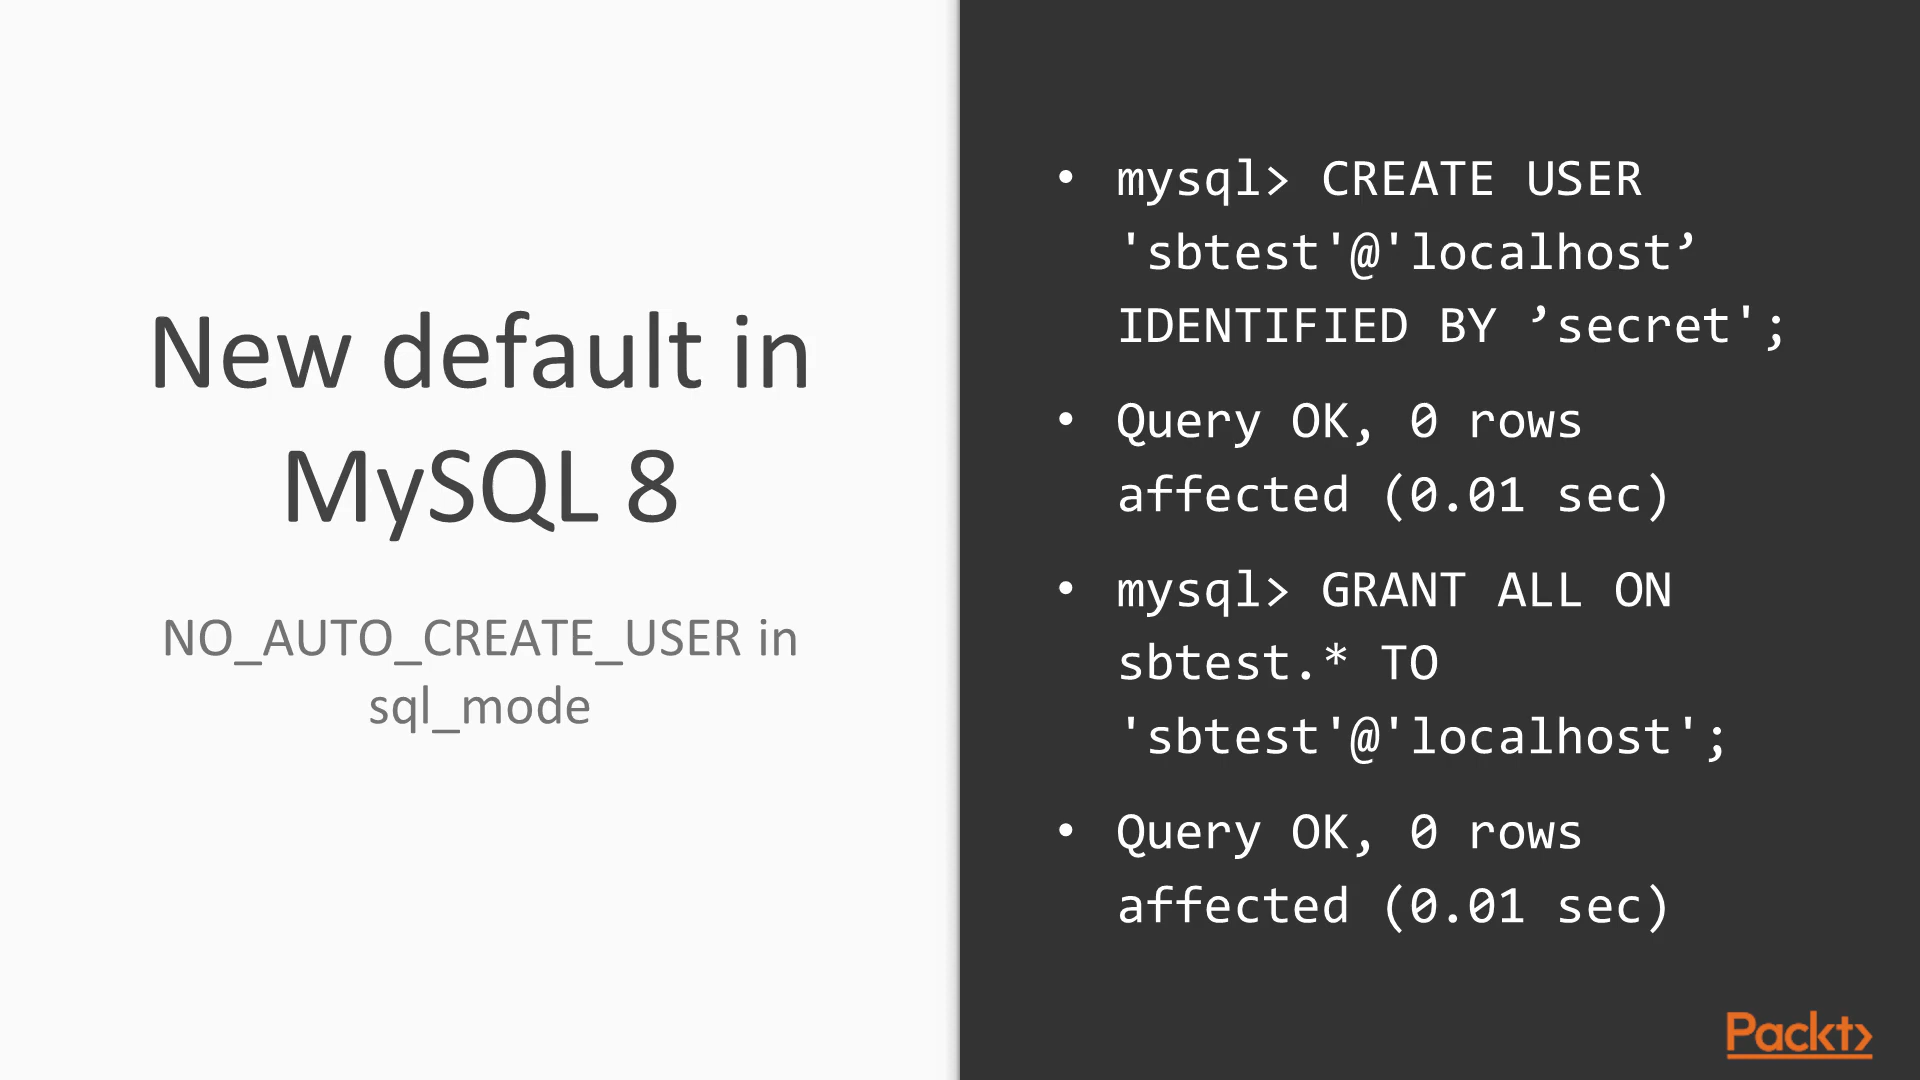 New default in
MySQL 8
NO_AUTO_CREATE_USER in
sql_mode
• mysql> CREATE USER
'sbtest'@'localhost’
IDENTIFIED BY ’secret';
• Query OK, 0 rows
affected (0.01 sec)
• mysql> GRANT ALL ON
sbtest.* TO
'sbtest'@'localhost';
• Query OK, 0 rows
affected (0.01 sec)
Packt>